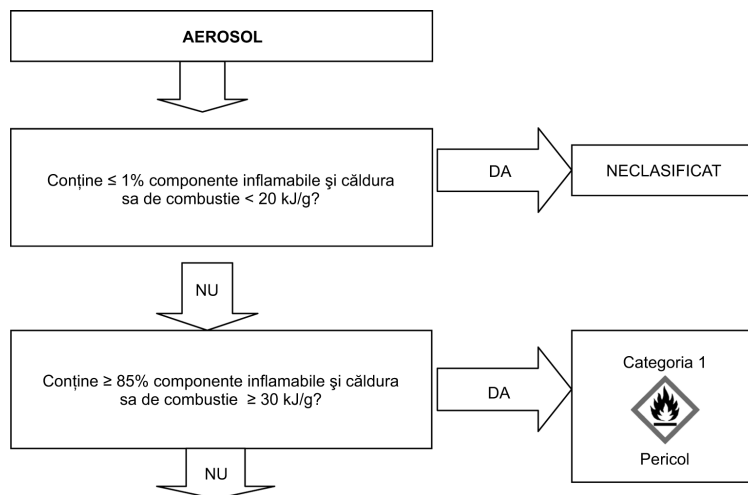 AEROSOL
Conține ≤ 1% componente inflamabile şi căldura
sa de combustie < 20 kJ/g?
DA
NECLASIFICAT
NU
Conține ≥ 85% componente inflamabile şi căldura
sa de combustie ≥ 30 kJ/g?
DA
Categoria 1
Pericol
NU